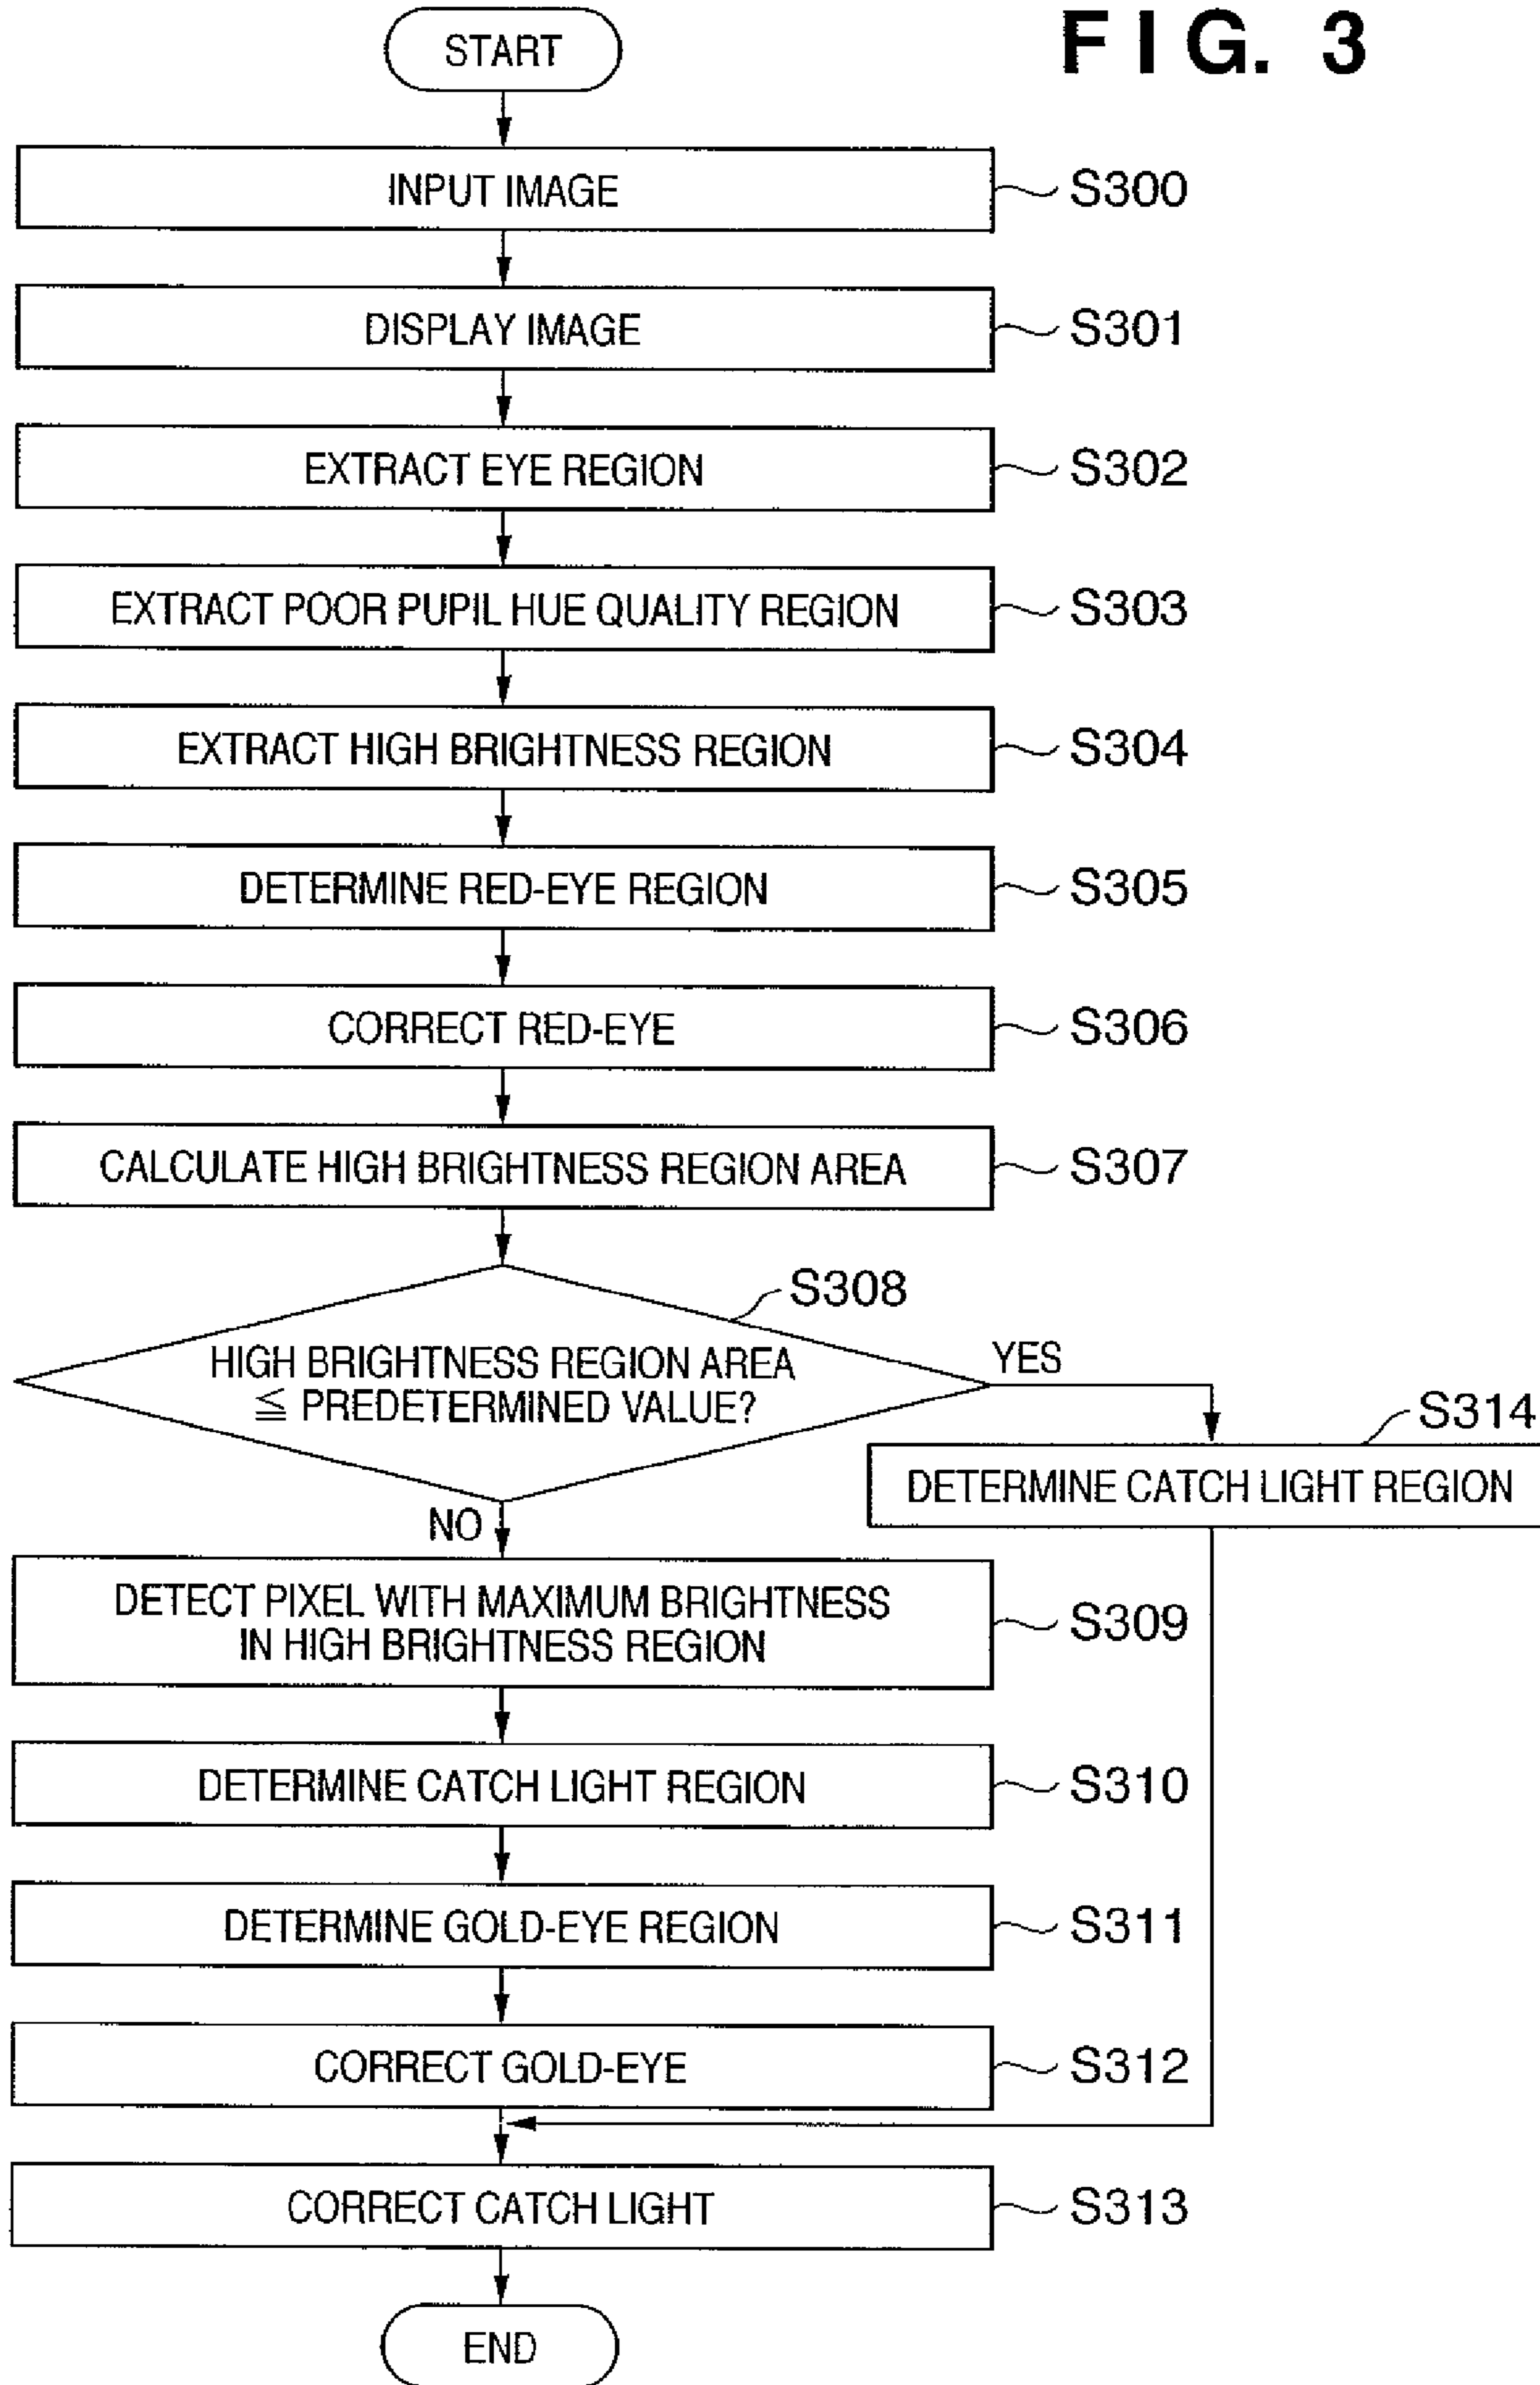 FIG. 3
START
INPUT IMAGE
S300
DISPLAY IMAGE
S301
EXTRACT EYE REGION
S302
EXTRACT POOR PUPIL HUE QUALITY REGION
S303
EXTRACT HIGH BRIGHTNESS REGION
S304
DETERMINE RED-EYE REGION
S305
CORRECT RED-EYE
S306
CALCULATE HIGH BRIGHTNESS REGION AREA
S307
S308
HIGH BRIGHTNESS REGION AREA
≦ PREDETERMINED VALUE?
YES
S314
DETERMINE CATCH LIGHT REGION
NO
DETECT PIXEL WITH MAXIMUM BRIGHTNESS
IN HIGH BRIGHTNESS REGION
S309
DETERMINE CATCH LIGHT REGION
S310
DETERMINE GOLD-EYE REGION
S311
CORRECT GOLD-EYE
S312
CORRECT CATCH LIGHT
S313
END